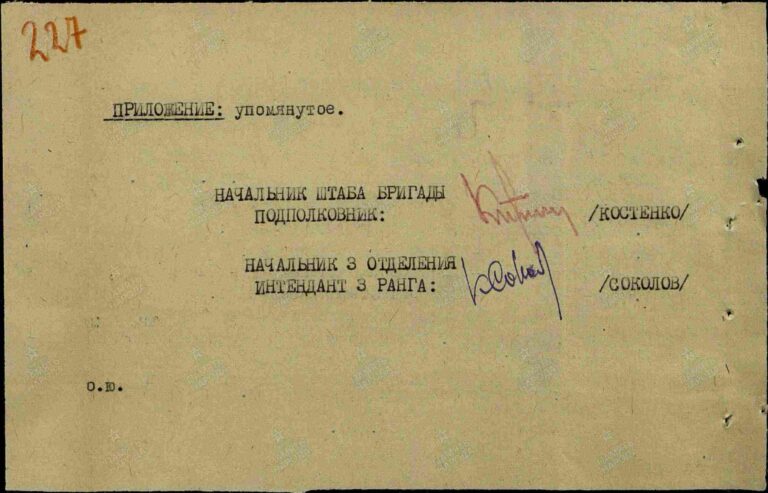 227
ПРИЛОЖЕНИЕ: упомянутое.
НАЧАЛЬНИК ШТАБА БРИГАДЫ
ПОДПОЛКОВНИК: /КОСТЕНКО/
НАЧАЛЬНИК 3 ОТДЕЛЕНИЯ
ИНТЕНДАНТ 3 РАНГА: /СОКОЛОВ/
о.ю.